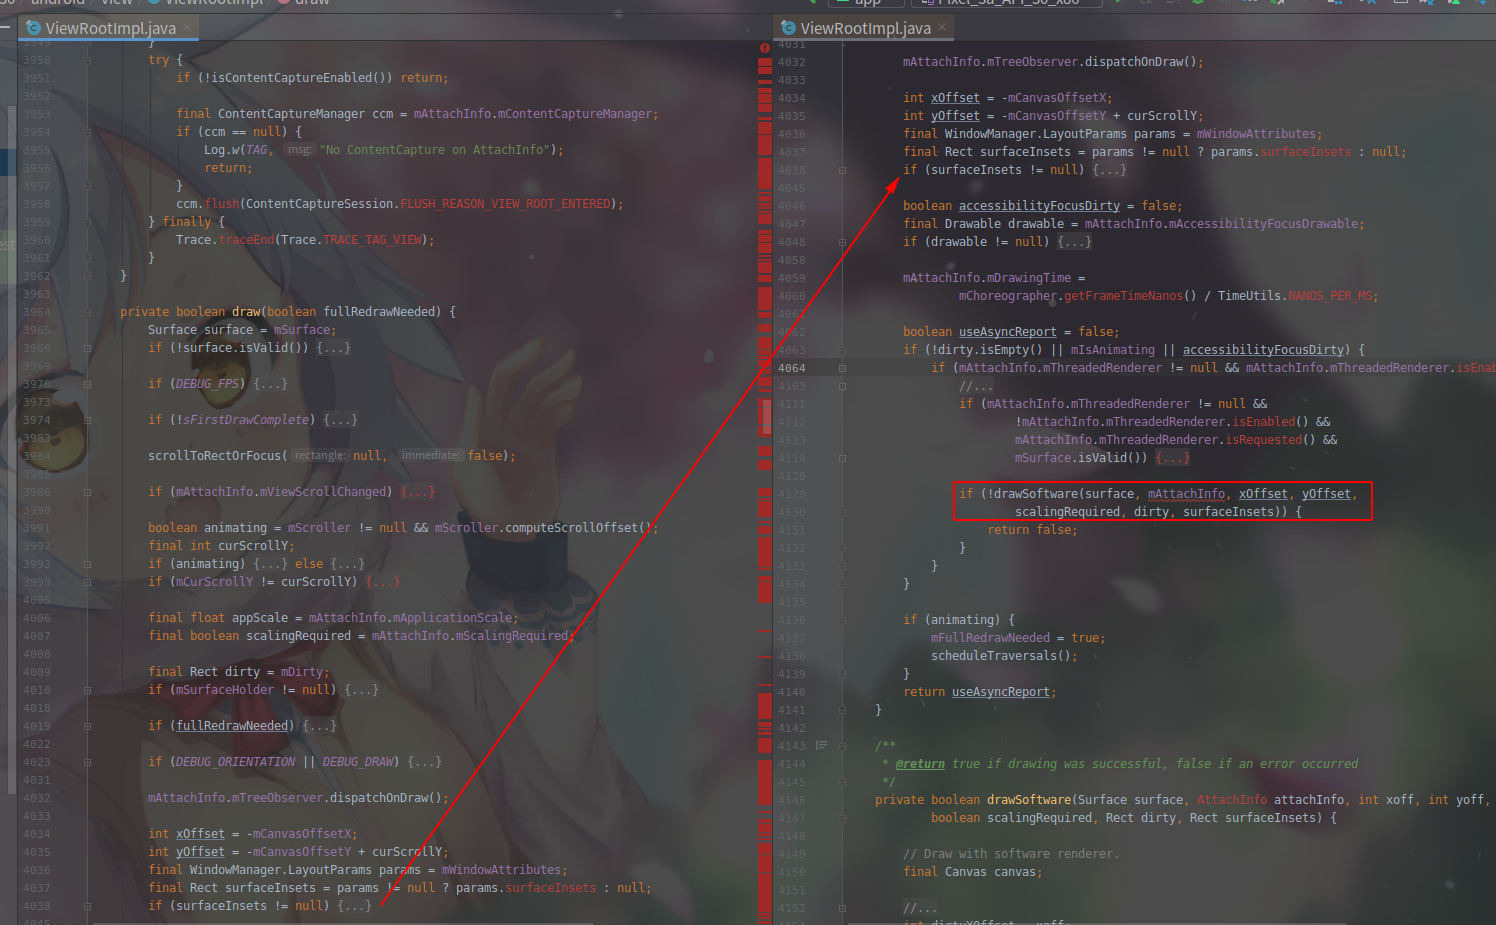 android
view
ViewRootImpl
draw
app
Pixel_3a_API_30_x86
ViewRootImpl.java ×
3949 }
3950 try {
3951 if (!isContentCaptureEnabled()) return;
3952
3953 final ContentCaptureManager ccm = mAttachInfo.mContentCaptureManager;
3954 if (ccm == null) {
3955 Log.w(TAG, msg: "No ContentCapture on AttachInfo");
3956 return;
3957 }
3958 ccm.flush(ContentCaptureSession.FLUSH_REASON_VIEW_ROOT_ENTERED);
3959 } finally {
3960 Trace.traceEnd(Trace.TRACE_TAG_VIEW);
3961 }
3962 }
3963
3964 private boolean draw(boolean fullRedrawNeeded) {
3965 Surface surface = mSurface;
3966 if (!surface.isValid()) {...}
3969
3970 if (DEBUG_FPS) {...}
3973
3974 if (!sFirstDrawComplete) {...}
3983
3984 scrollToRectOrFocus( rectangle: null, immediate: false);
3985
3986 if (mAttachInfo.mViewScrollChanged) {...}
3990
3991 boolean animating = mScroller != null && mScroller.computeScrollOffset();
3992 final int curScrollY;
3993 if (animating) {...} else {...}
3998 if (mCurScrollY != curScrollY) {...}
4005
4006 final float appScale = mAttachInfo.mApplicationScale;
4007 final boolean scalingRequired = mAttachInfo.mScalingRequired;
4008
4009 final Rect dirty = mDirty;
4010 if (mSurfaceHolder != null) {...}
4018
4019 if (fullRedrawNeeded) {...}
4022
4023 if (DEBUG_ORIENTATION || DEBUG_DRAW) {...}
4031
4032 mAttachInfo.mTreeObserver.dispatchOnDraw();
4033
4034 int xOffset = -mCanvasOffsetX;
4035 int yOffset = -mCanvasOffsetY + curScrollY;
4036 final WindowManager.LayoutParams params = mWindowAttributes;
4037 final Rect surfaceInsets = params != null ? params.surfaceInsets : null;
4038 if (surfaceInsets != null) {...}
4045
ViewRootImpl.java ×
4031
4032 mAttachInfo.mTreeObserver.dispatchOnDraw();
4033
4034 int xOffset = -mCanvasOffsetX;
4035 int yOffset = -mCanvasOffsetY + curScrollY;
4036 final WindowManager.LayoutParams params = mWindowAttributes;
4037 final Rect surfaceInsets = params != null ? params.surfaceInsets : null;
4038 if (surfaceInsets != null) {...}
4045
4046 boolean accessibilityFocusDirty = false;
4047 final Drawable drawable = mAttachInfo.mAccessibilityFocusDrawable;
4048 if (drawable != null) {...}
4058
4059 mAttachInfo.mDrawingTime =
4060 mChoreographer.getFrameTimeNanos() / TimeUtils.NANOS_PER_MS;
4061
4062 boolean useAsyncReport = false;
4063 if (!dirty.isEmpty() || mIsAnimating || accessibilityFocusDirty) {
4064 if (mAttachInfo.mThreadedRenderer != null && mAttachInfo.mThreadedRenderer.isEnab
4103 //...
4111 if (mAttachInfo.mThreadedRenderer != null &&
4112 !mAttachInfo.mThreadedRenderer.isEnabled() &&
4113 mAttachInfo.mThreadedRenderer.isRequested() &&
4114 mSurface.isValid()) {...}
4128
4129 if (!drawSoftware(surface, mAttachInfo, xOffset, yOffset,
4130 scalingRequired, dirty, surfaceInsets)) {
4131 return false;
4132 }
4133 }
4134 }
4135
4136 if (animating) {
4137 mFullRedrawNeeded = true;
4138 scheduleTraversals();
4139 }
4140 return useAsyncReport;
4141 }
4142
4143 /**
4144 * @return true if drawing was successful, false if an error occurred
4145 */
4146 private boolean drawSoftware(Surface surface, AttachInfo attachInfo, int xoff, int yoff,
4147 boolean scalingRequired, Rect dirty, Rect surfaceInsets) {
4148
4149 // Draw with software renderer.
4150 final Canvas canvas;
4151
4152 //...
4154 int dirtyXOffset = xoff;